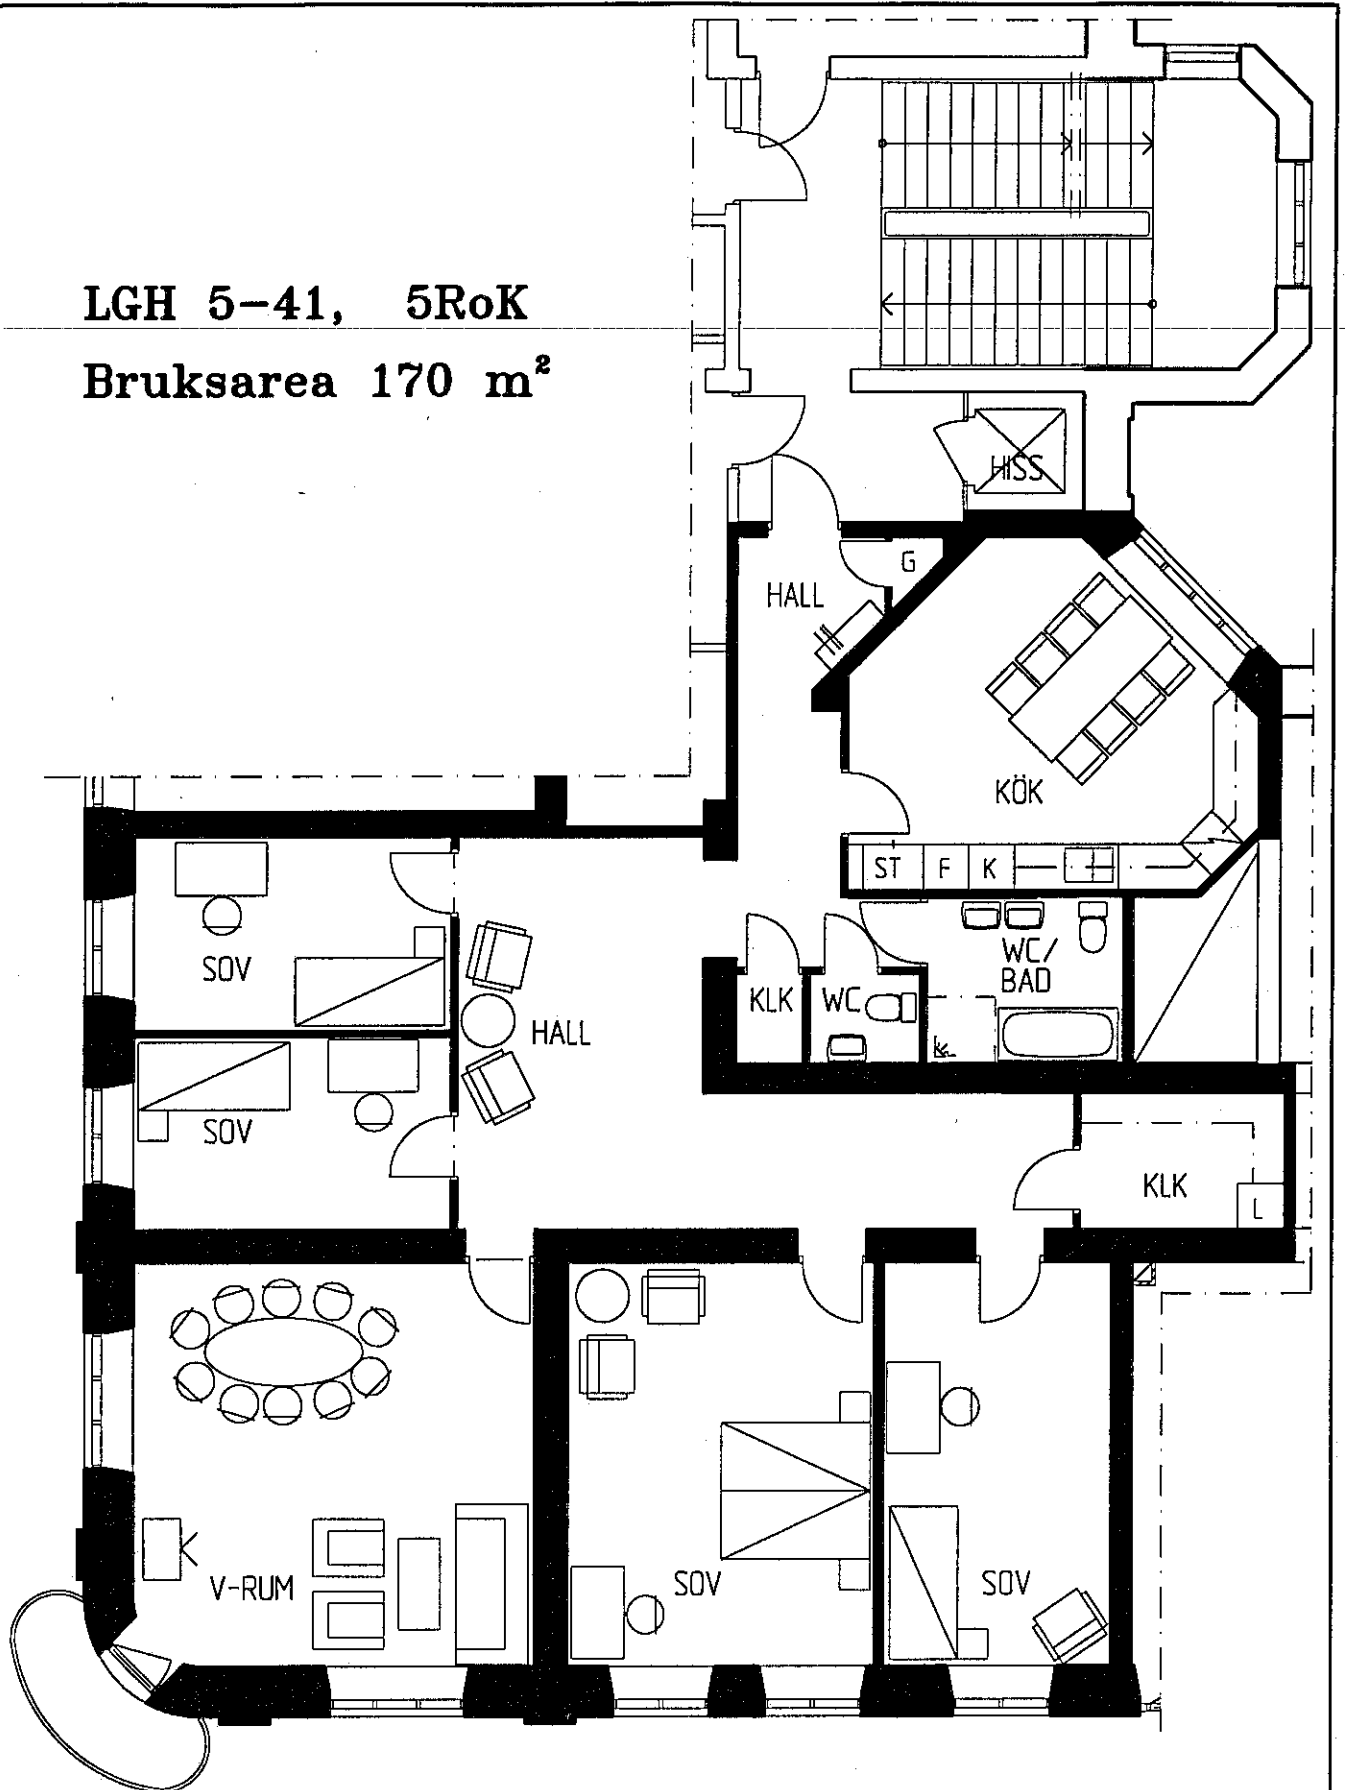 LGH 5-41, 5RoK
Bruksarea 170 m²
HISS
G
HALL
KÖK
ST F K
SOV
WC/
BAD
KLK
WC
HALL
SOV
KLK
L
V-RUM
SOV
SOV